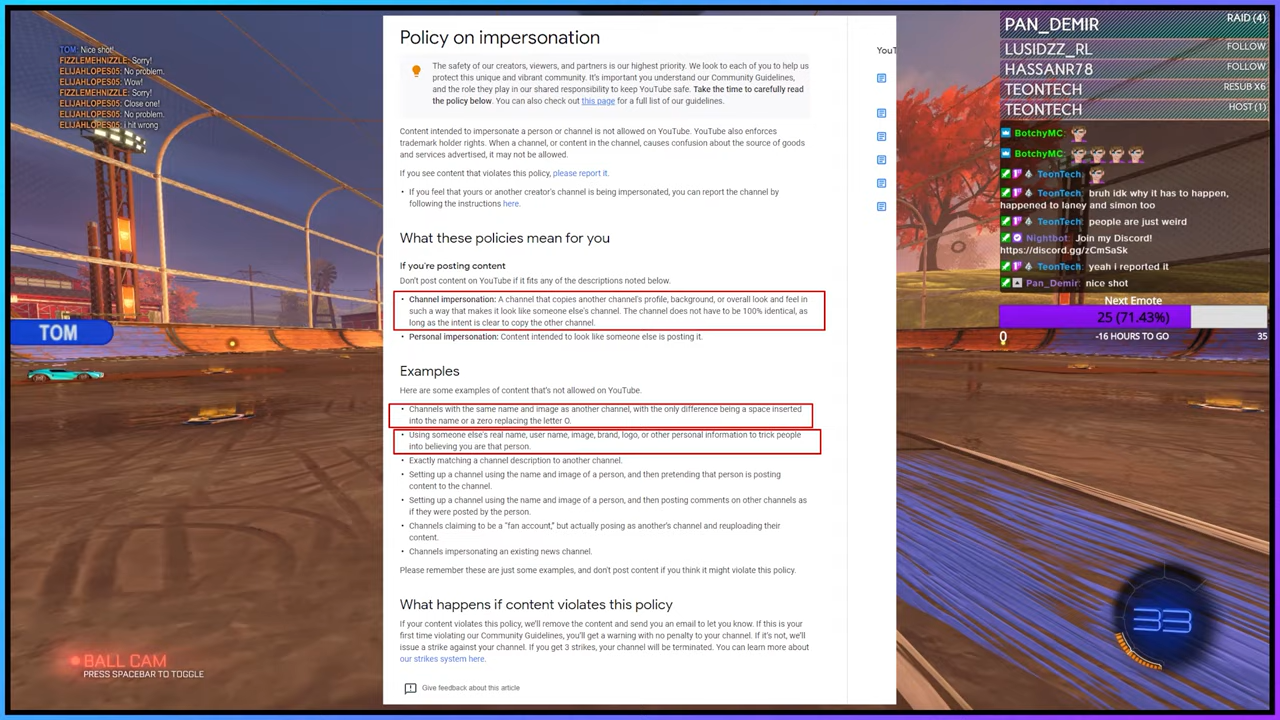 TOM: Nice shot!
FIZZLEMEHNIZZLE: Sorry!
ELIJAHLOPES05: No problem.
ELIJAHLOPES05: Wow!
FIZZLEMEHNIZZLE: Sorry!
ELIJAHLOPES05: Close one!
ELIJAHLOPES05: No problem.
ELIJAHLOPES05: i hit wrong
TOM
BALL CAM
PRESS SPACEBAR TO TOGGLE
Policy on impersonation
The safety of our creators, viewers, and partners is our highest priority. We look to each of you to help us
protect this unique and vibrant community. It's important you understand our Community Guidelines,
and the role they play in our shared responsibility to keep YouTube safe. Take the time to carefully read
the policy below. You can also check out this page for a full list of our guidelines.
Content intended to impersonate a person or channel is not allowed on YouTube. YouTube also enforces
trademark holder rights. When a channel, or content in the channel, causes confusion about the source of goods
and services advertised, it may not be allowed.
If you see content that violates this policy, please report it.
• If you feel that yours or another creator's channel is being impersonated, you can report the channel by
following the instructions here.
What these policies mean for you
If you're posting content
Don't post content on YouTube if it fits any of the descriptions noted below.
• Channel impersonation: A channel that copies another channel's profile, background, or overall look and feel in
such a way that makes it look like someone else's channel. The channel does not have to be 100% identical, as
long as the intent is clear to copy the other channel.
• Personal impersonation: Content intended to look like someone else is posting it.
Examples
Here are some examples of content that's not allowed on YouTube.
• Channels with the same name and image as another channel, with the only difference being a space inserted
into the name or a zero replacing the letter O.
• Using someone else's real name, user name, image, brand, logo, or other personal information to trick people
into believing you are that person.
• Exactly matching a channel description to another channel.
• Setting up a channel using the name and image of a person, and then pretending that person is posting
content to the channel.
• Setting up a channel using the name and image of a person, and then posting comments on other channels as
if they were posted by the person.
• Channels claiming to be a "fan account," but actually posing as another's channel and reuploading their
content.
• Channels impersonating an existing news channel.
Please remember these are just some examples, and don't post content if you think it might violate this policy.
What happens if content violates this policy
If your content violates this policy, we'll remove the content and send you an email to let you know. If this is your
first time violating our Community Guidelines, you'll get a warning with no penalty to your channel. If it's not, we'll
issue a strike against your channel. If you get 3 strikes, your channel will be terminated. You can learn more about
our strikes system here.
Give feedback about this article
YouT
PAN_DEMIR RAID (4)
LUSIDZZ_RL FOLLOW
HASSANR78 FOLLOW
TEONTECH RESUB X6
TEONTECH HOST (1)
BotchyMC:
BotchyMC:
TeonTech:
TeonTech: bruh idk why it has to happen,
happened to laney and simon too
TeonTech: people are just weird
Nightbot: Join my Discord!
https://discord.gg/zCmSaSk
TeonTech: yeah i reported it
Pan_Demir: nice shot
Next Emote
25 (71.43%)
0 -16 HOURS TO GO 35
33